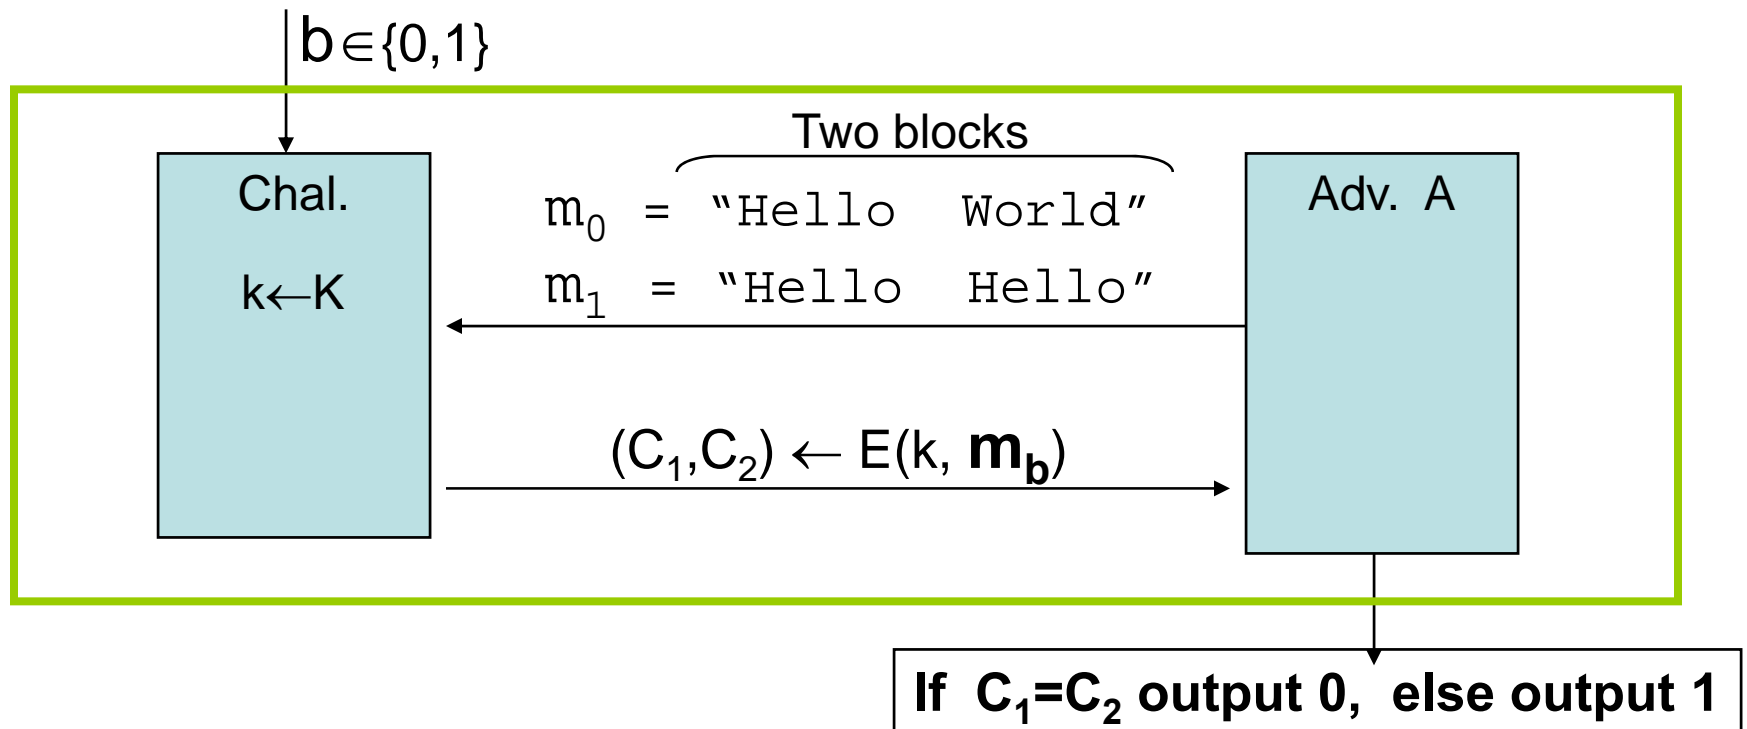 b∈{0,1}
Two blocks
Chal.
m₀ = “Hello World”
Adv. A
k←K
m₁ = “Hello Hello”
(C₁,C₂) ← E(k, m_b)
If C₁=C₂ output 0, else output 1